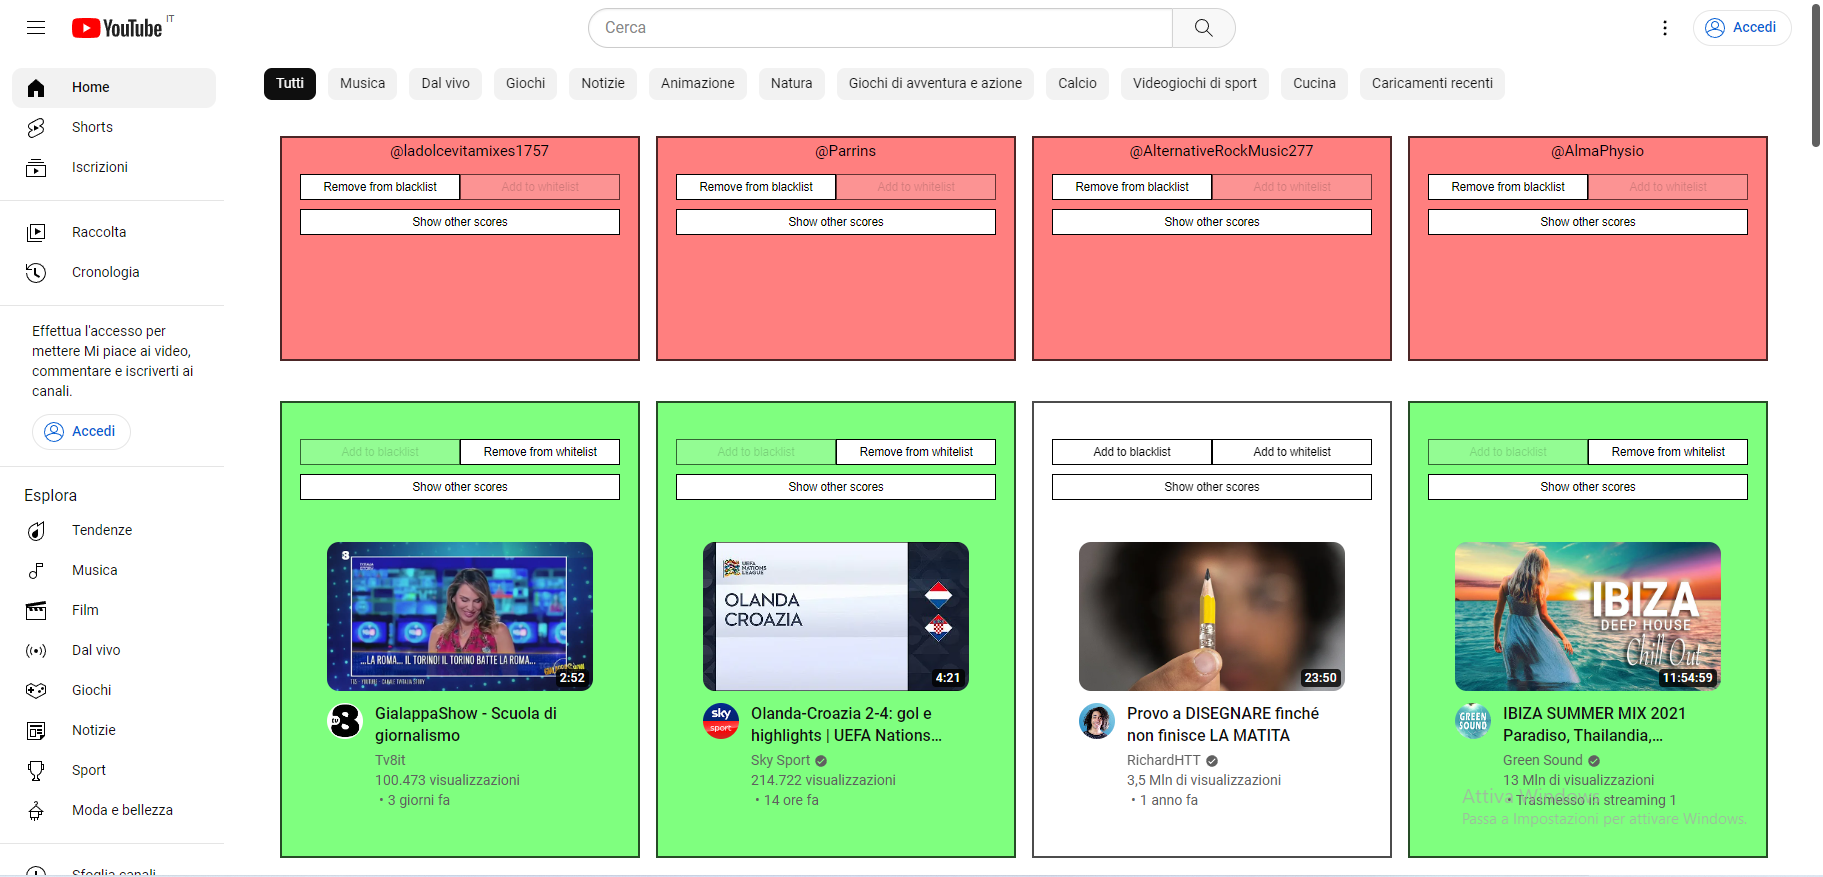 YouTube IT
Cerca
Accedi
Home
Shorts
Iscrizioni
Raccolta
Cronologia
Effettua l'accesso per
mettere Mi piace ai video,
commentare e iscriverti ai
canali.
Accedi
Esplora
Tendenze
Musica
Film
Dal vivo
Giochi
Notizie
Sport
Moda e bellezza
Sfoglia canali
Tutti Musica Dal vivo Giochi Notizie Animazione Natura Giochi di avventura e azione Calcio Videogiochi di sport Cucina Caricamenti recenti
@ladolcevitamixes1757
Remove from blacklist Add to whitelist
Show other scores
@Parrins
Remove from blacklist Add to whitelist
Show other scores
@AlternativeRockMusic277
Remove from blacklist Add to whitelist
Show other scores
@AlmaPhysio
Remove from blacklist Add to whitelist
Show other scores
Add to blacklist Remove from whitelist
Show other scores
8
...LA ROMA... IL TORINO! IL TORINO BATTE LA ROMA...
2:52
TV8
GialappaShow - Scuola di
giornalismo
Tv8it
100.473 visualizzazioni
• 3 giorni fa
Add to blacklist Remove from whitelist
Show other scores
UEFA
NATIONS
LEAGUE
OLANDA
CROAZIA
4:21
sky
sport
Olanda-Croazia 2-4: gol e
highlights | UEFA Nations...
Sky Sport
214.722 visualizzazioni
• 14 ore fa
Add to blacklist Add to whitelist
Show other scores
23:50
Provo a DISEGNARE finché
non finisce LA MATITA
RichardHTT
3,5 Mln di visualizzazioni
• 1 anno fa
Add to blacklist Remove from whitelist
Show other scores
IBIZA
DEEP HOUSE
Chill Out
11:54:59
GREEN
SOUND
IBIZA SUMMER MIX 2021
Paradiso, Thailandia,...
Green Sound
13 Mln di visualizzazioni
• Trasmesso in streaming 1
Attiva Windows
Passa a Impostazioni per attivare Windows.